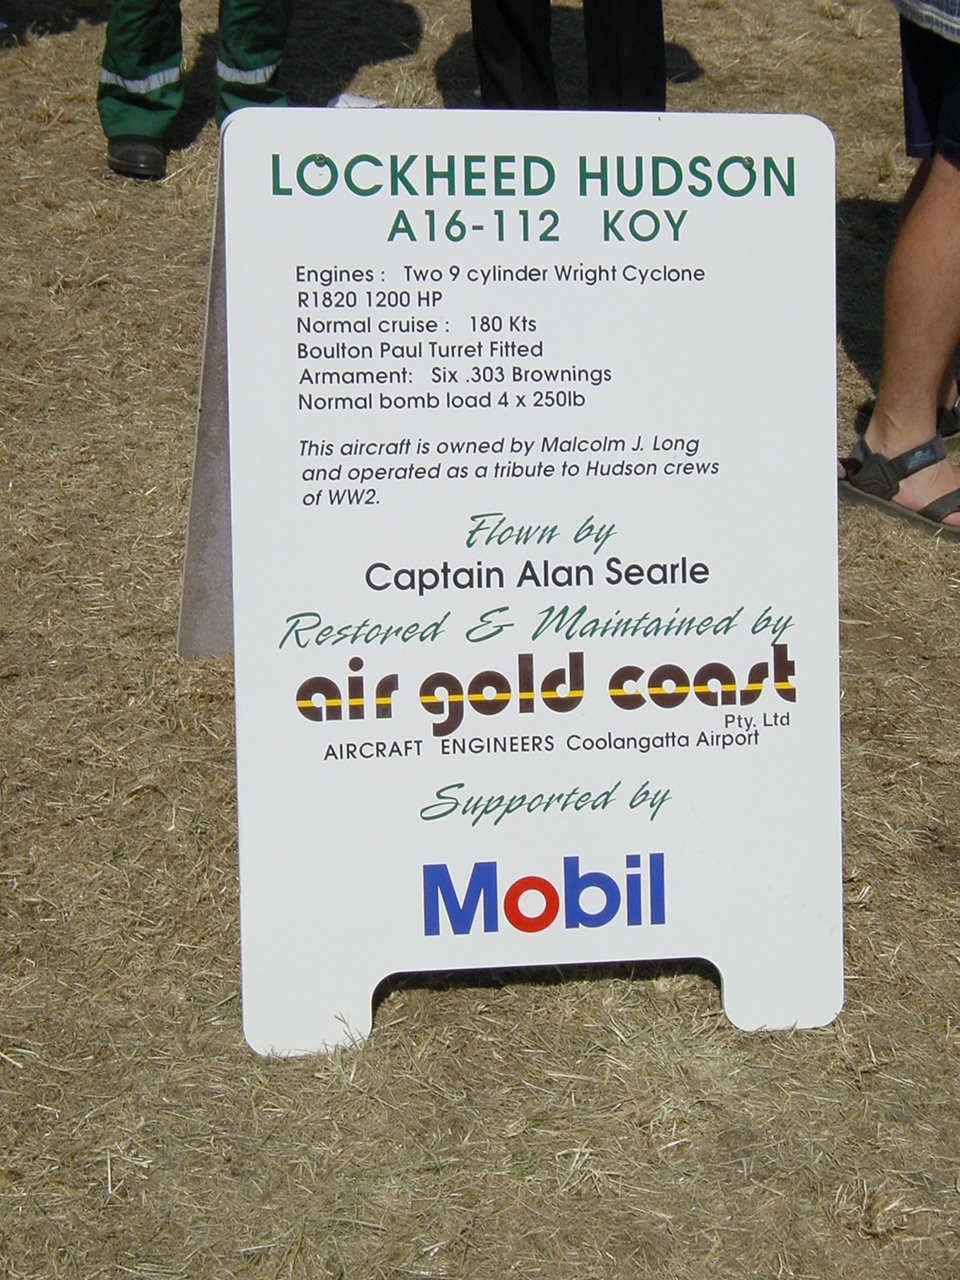 LOCKHEED HUDSON
A16-112 KOY
Engines : Two 9 cylinder Wright Cyclone
R1820 1200 HP
Normal cruise : 180 Kts
Boulton Paul Turret Fitted
Armament: Six .303 Brownings
Normal bomb load 4 x 250lb
This aircraft is owned by Malcolm J. Long
and operated as a tribute to Hudson crews
of WW2.
Flown by
Captain Alan Searle
Restored & Maintained by
air gold coast
Pty. Ltd
AIRCRAFT ENGINEERS Coolangatta Airport
Supported by
Mobil